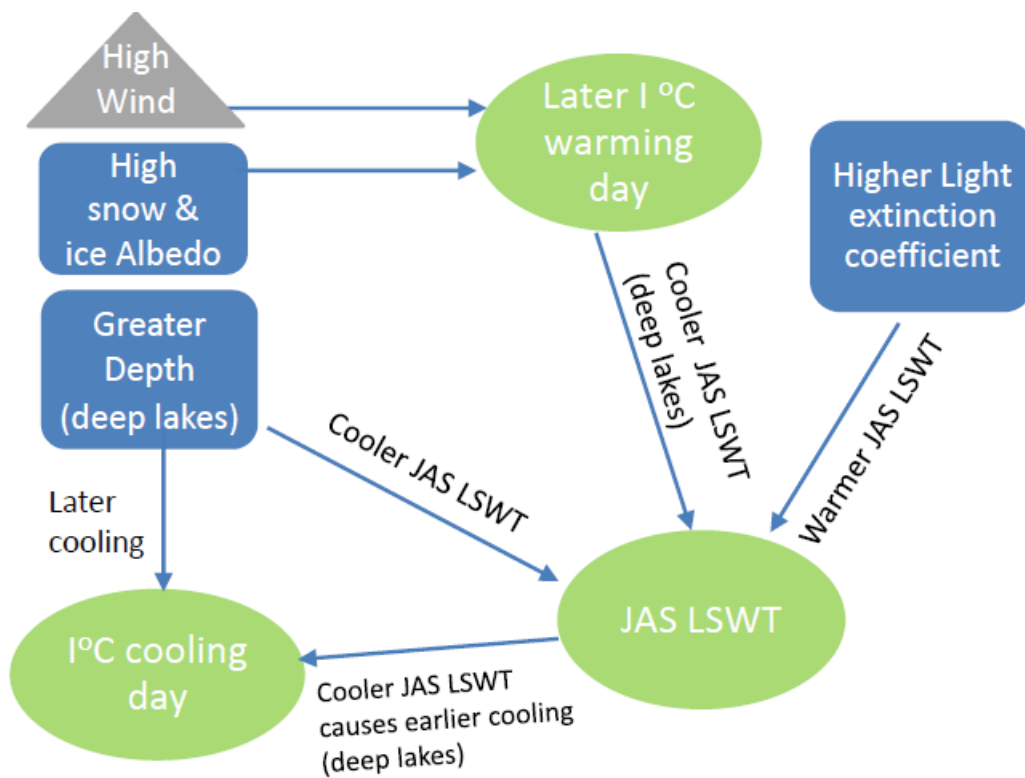 High
Wind
High
snow &
ice Albedo
Greater
Depth
(deep lakes)
Later I ºC
warming
day
Higher Light
extinction
coefficient
Cooler JAS LSWT
(deep lakes)
Warmer JAS LSWT
Cooler JAS LSWT
Later
cooling
JAS LSWT
IºC cooling
day
Cooler JAS LSWT
causes earlier cooling
(deep lakes)